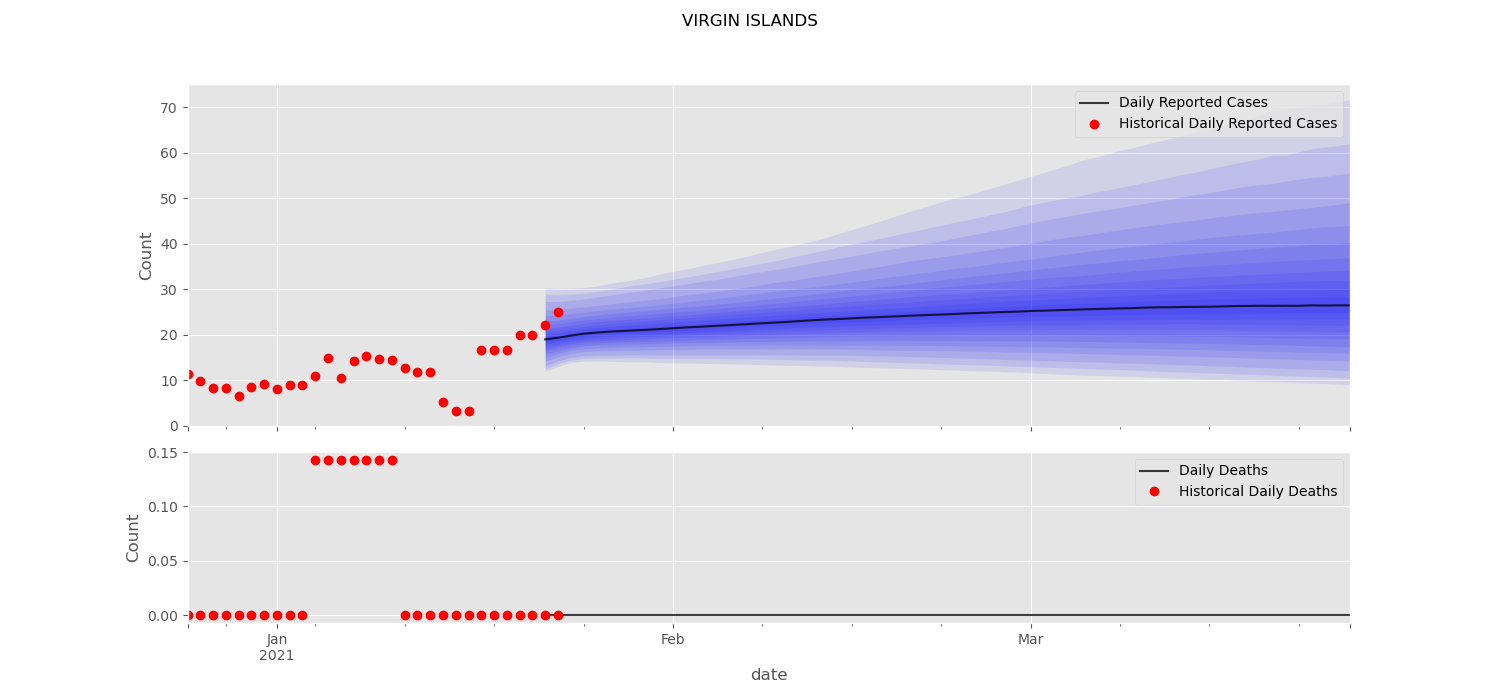 VIRGIN ISLANDS
70
60
50
40
30
20
10
0
Count
Daily Reported Cases
Historical Daily Reported Cases
0.15
0.10
0.05
0.00
Count
Daily Deaths
Historical Daily Deaths
Jan
2021
Feb
Mar
date